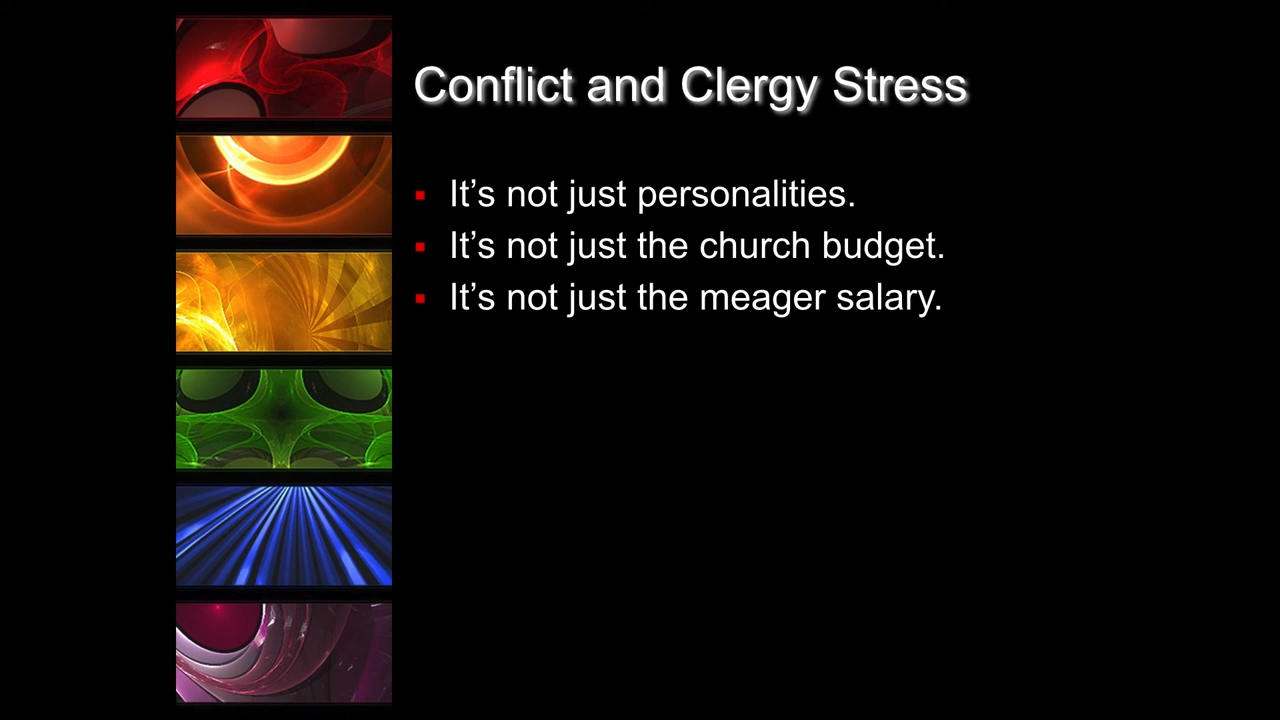 Conflict and Clergy Stress
It’s not just personalities.
It’s not just the church budget.
It’s not just the meager salary.